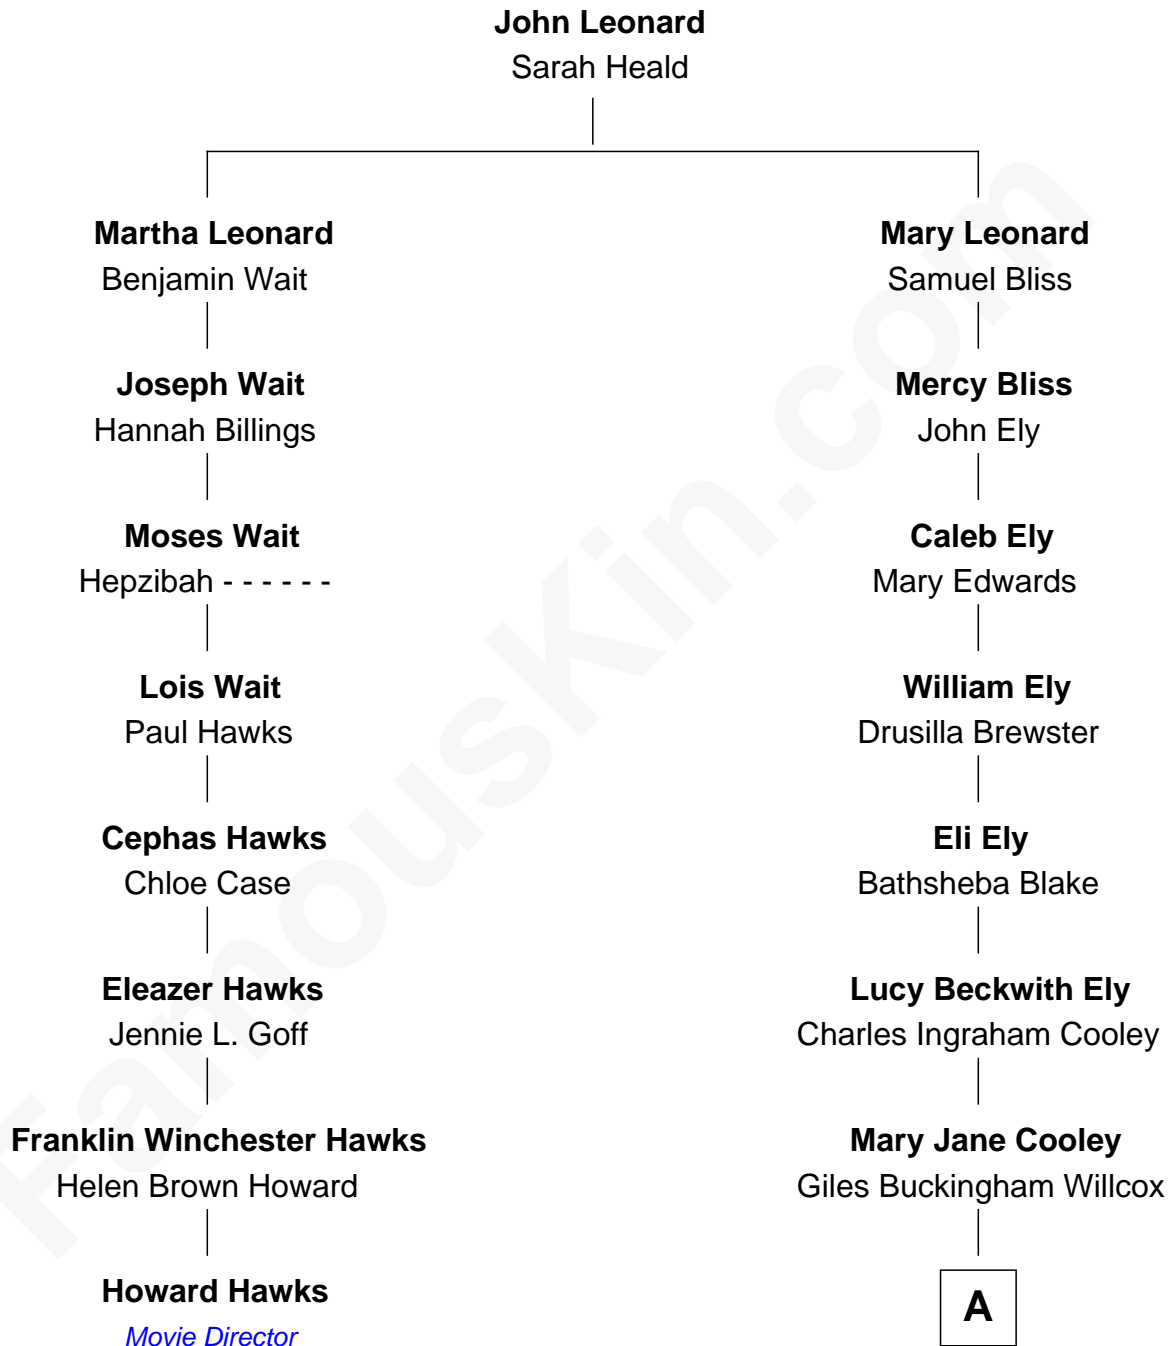 John Leonard
Sarah Heald
Martha Leonard
Benjamin Wait
Mary Leonard
Samuel Bliss
Joseph Wait
Hannah Billings
Mercy Bliss
John Ely
Moses Wait
Hepzibah - - - - - -
Caleb Ely
Mary Edwards
Lois Wait
Paul Hawks
William Ely
Drusilla Brewster
Cephas Hawks
Chloe Case
Eli Ely
Bathsheba Blake
Eleazer Hawks
Jennie L. Goff
Lucy Beckwith Ely
Charles Ingraham Cooley
Franklin Winchester Hawks
Helen Brown Howard
Mary Jane Cooley
Giles Buckingham Willcox
Howard Hawks
Movie Director
A
FamousKin.com